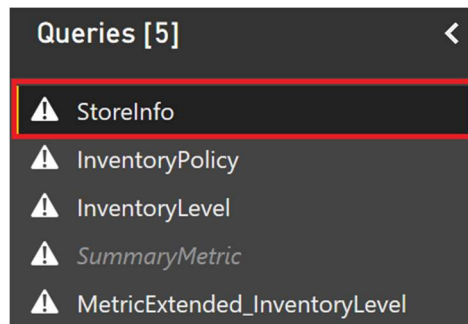 Queries [5]
StoreInfo
InventoryPolicy
InventoryLevel
SummaryMetric
MetricExtended_InventoryLevel